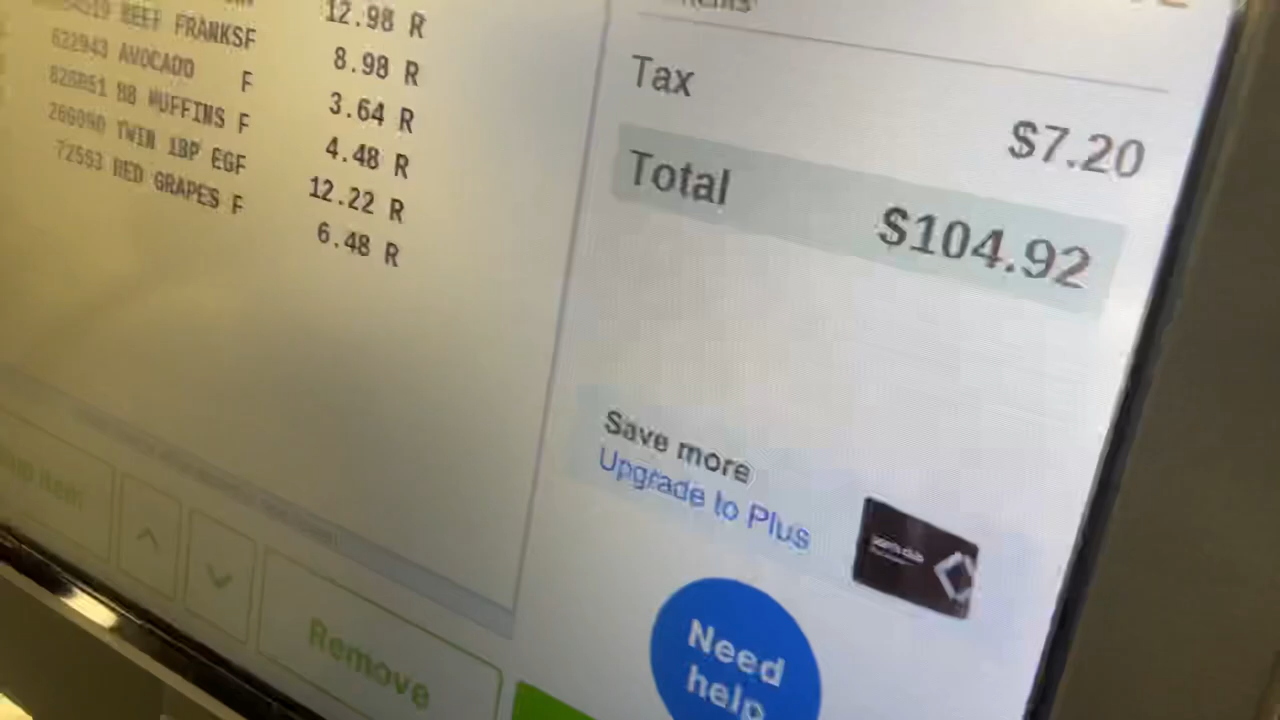 12.98 R
BEEF FRANKSF 8.98 R
622943 AVOCADO F 3.64 R
MUFFINS F 4.48 R
266090 TWIN 1BP EGF 12.22 R
72563 RED GRAPES F 6.48 R
Tax
$7.20
Total
$104.92
Save more
Upgrade to Plus
item
Remove
Need
help